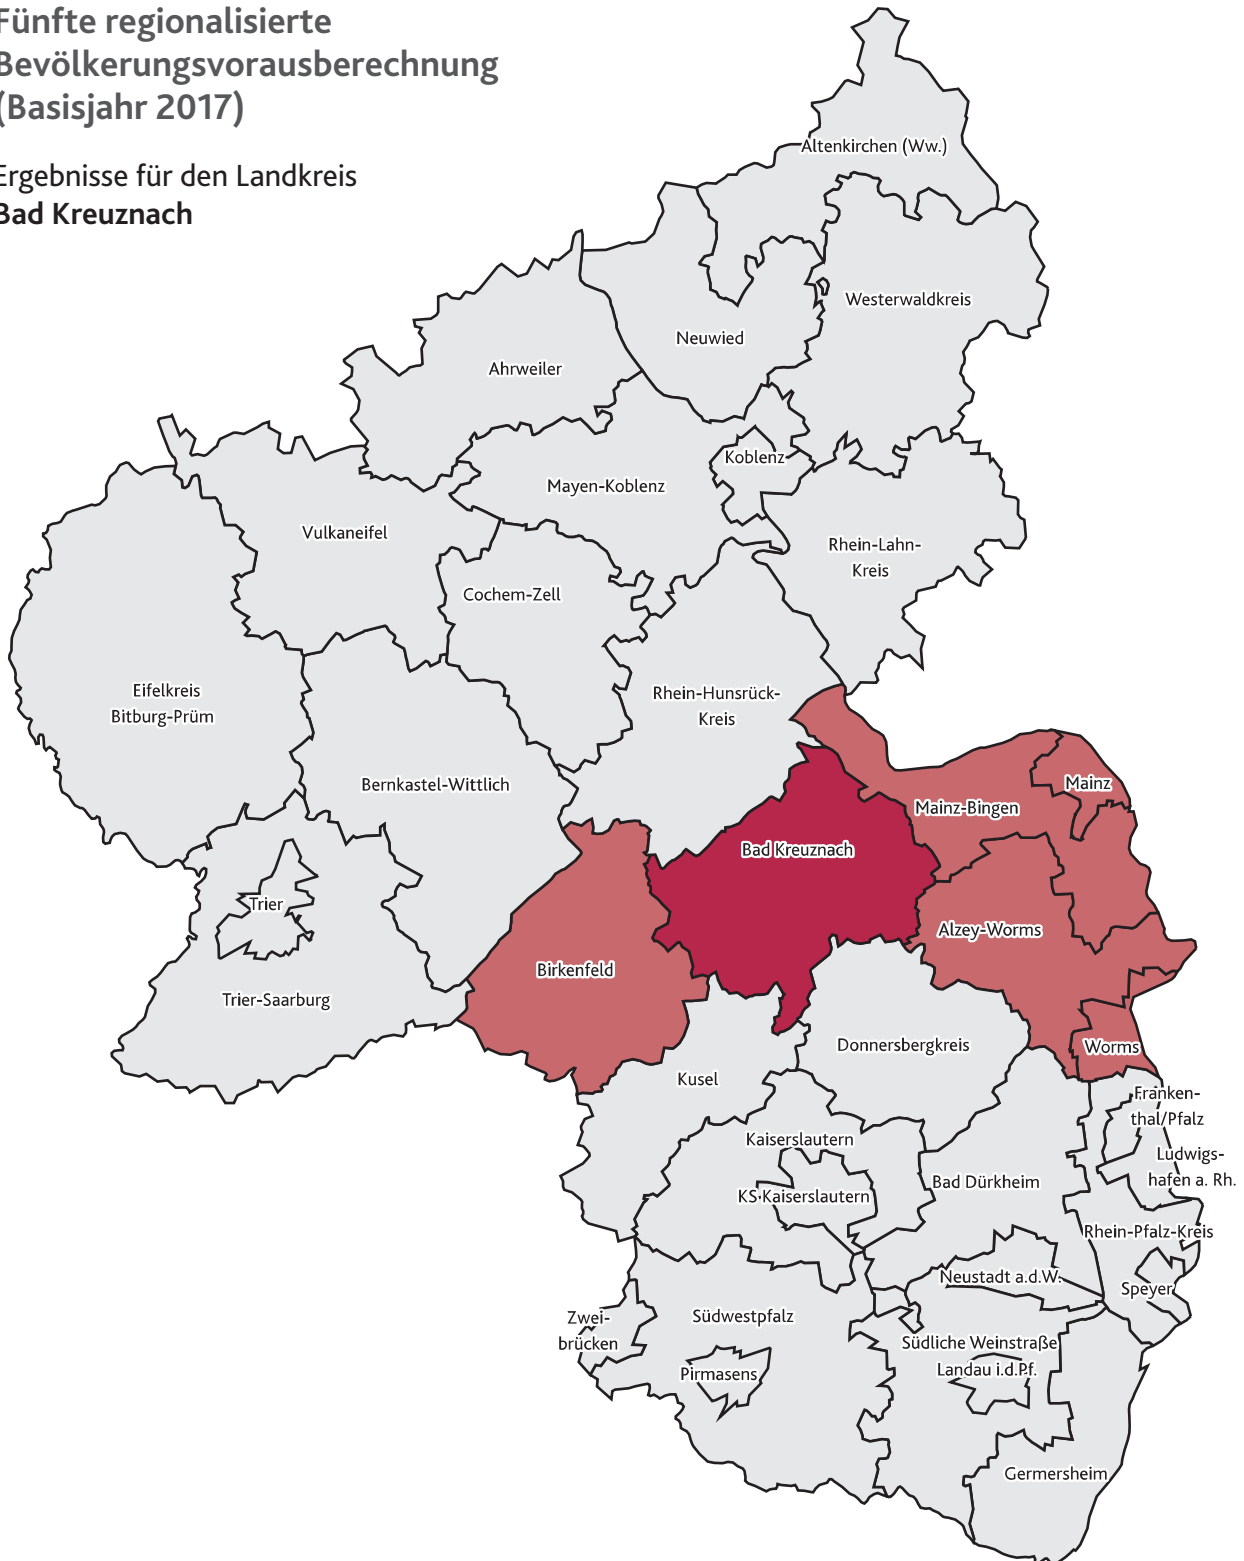 Fünfte regionalisierte
Bevölkerungsvorausberechnung
(Basisjahr 2017)
Ergebnisse für den Landkreis
Bad Kreuznach
Altenkirchen (Ww.)
Westerwaldkreis
Neuwied
Ahrweiler
Koblenz
Mayen-Koblenz
Vulkaneifel
Rhein-Lahn-
Kreis
Cochem-Zell
Eifelkreis
Bitburg-Prüm
Rhein-Hunsrück-
Kreis
Bernkastel-Wittlich
Mainz
Mainz-Bingen
Bad Kreuznach
Trier
Alzey-Worms
Birkenfeld
Trier-Saarburg
Donnersbergkreis
Worms
Kusel
Franken-
thal/Pfalz
Kaiserslautern
Ludwigs-
hafen a. Rh.
Bad Dürkheim
KS Kaiserslautern
Rhein-Pfalz-Kreis
Neustadt a.d.W.
Speyer
Zwei-
brücken
Südwestpfalz
Südliche Weinstraße
Landau i.d.Pf.
Pirmasens
Germersheim